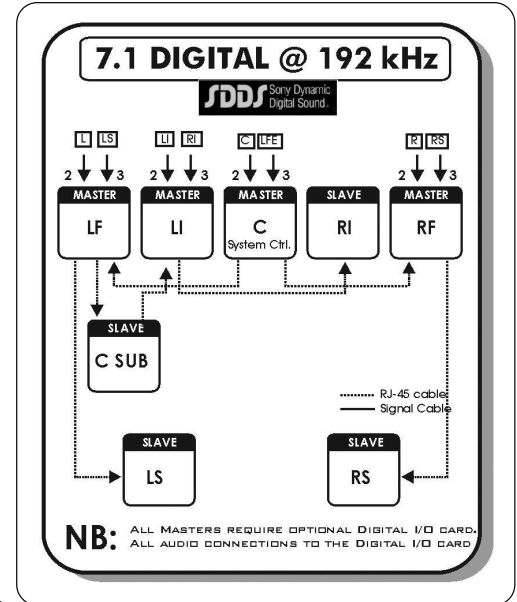 7.1 DIGITAL @ 192 kHz
SDDS Sony Dynamic
Digital Sound.
L LS LI RI C LFE R RS
2 3 2 3 2 3 2 3
MASTER MASTER MASTER SLAVE MASTER
LF LI C RI RF
System Ctrl.
SLAVE
C SUB
RJ-45 cable
Signal Cable
SLAVE SLAVE
LS RS
NB: ALL MASTERS REQUIRE OPTIONAL DIGITAL I/O CARD.
ALL AUDIO CONNECTIONS TO THE DIGITAL I/O CARD